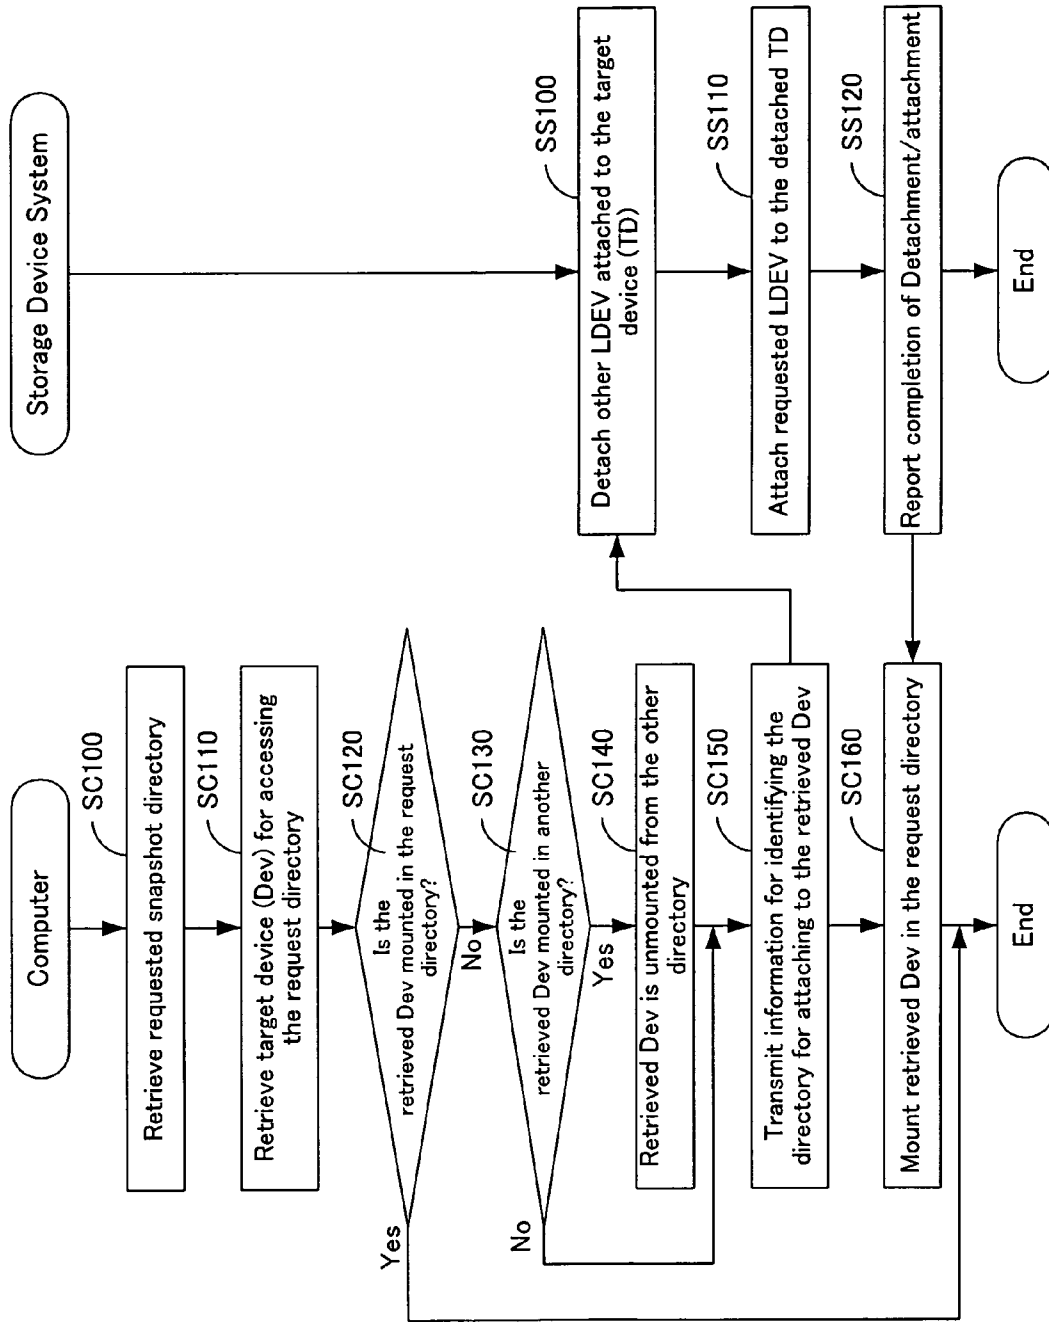 Computer
SC100
Retrieve requested snapshot directory
SC110
Retrieve target device (Dev) for accessing
the request directory
SC120
Is the
retrieved Dev mounted in the request
directory?
Yes
No
SC130
Is the
retrieved Dev mounted in another
directory?
No
Yes
SC140
Retrieved Dev is unmounted from the other
directory
SC150
Transmit information for identifying the
directory for attaching to the retrieved Dev
SC160
Mount retrieved Dev in the request directory
End
Storage Device System
SS100
Detach other LDEV attached to the target
device (TD)
SS110
Attach requested LDEV to the detached TD
SS120
Report completion of Detachment/attachment
End